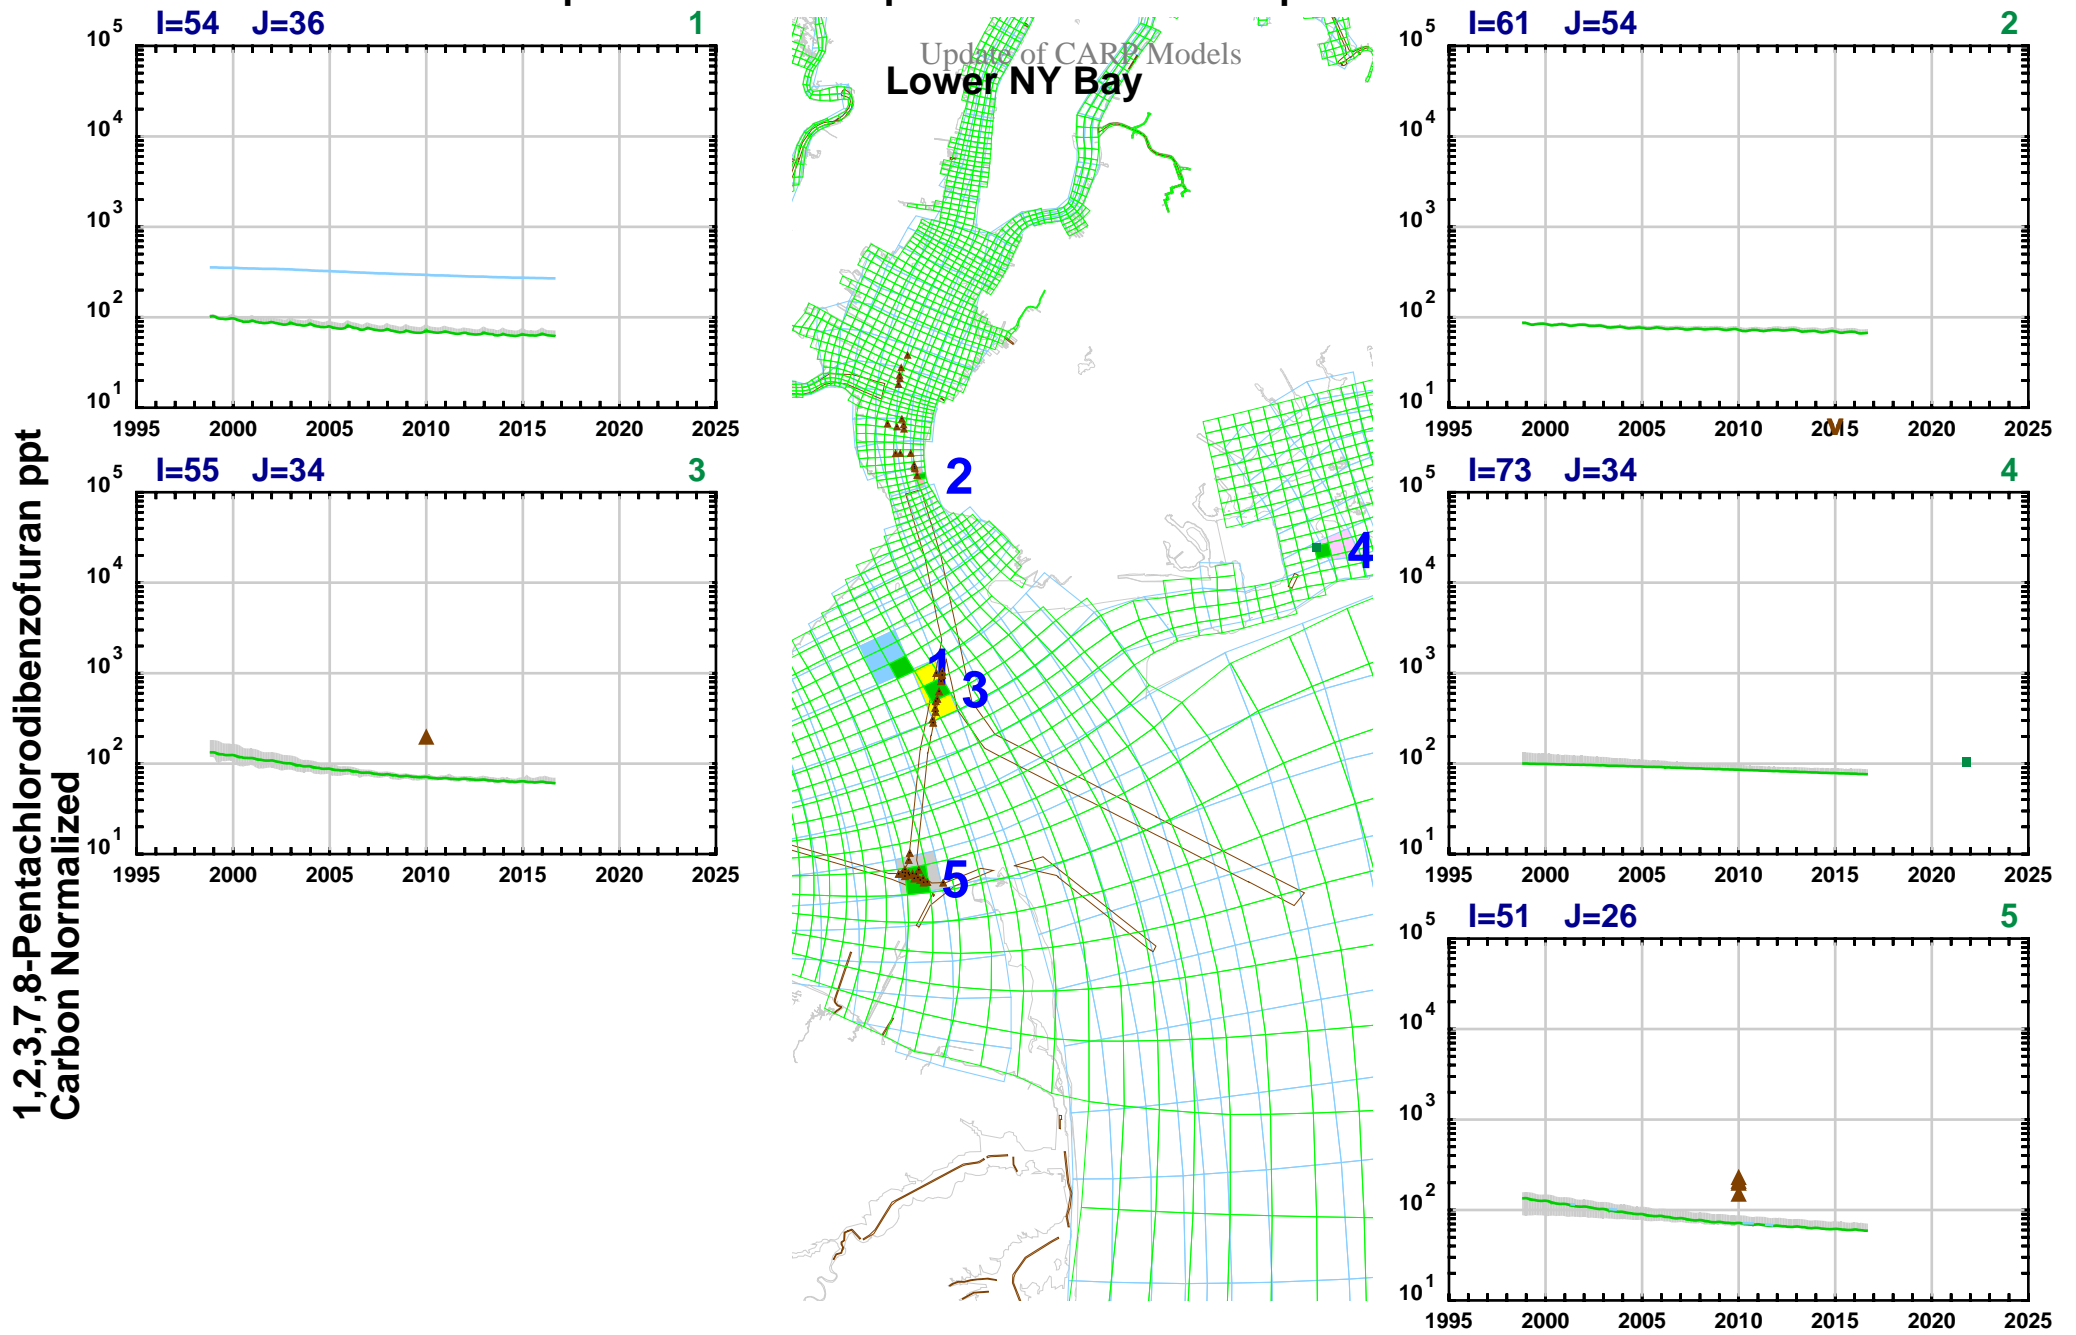 Update of CARP Models
Lower NY Bay
1,2,3,7,8-Pentachlorodibenzofuran ppt
Carbon Normalized
I=54 J=36 1
10^5
10^4
10^3
10^2
10^1
1995 2000 2005 2010 2015 2020 2025
I=61 J=54 2
10^5
10^4
10^3
10^2
10^1
v
1995 2000 2005 2010 2015 2020 2025
I=55 J=34 3
10^5
10^4
10^3
10^2
10^1
1995 2000 2005 2010 2015 2020 2025
I=73 J=34 4
10^5
10^4
10^3
10^2
10^1
1995 2000 2005 2010 2015 2020 2025
I=51 J=26 5
10^5
10^4
10^3
10^2
10^1
1995 2000 2005 2010 2015 2020 2025
2
4
1
3
5